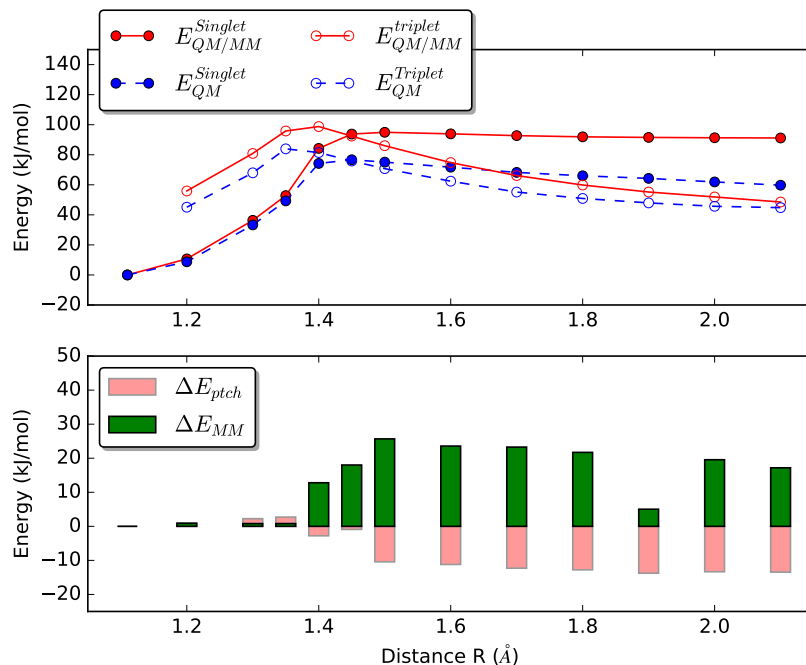 E_{QM/MM}^{Singlet} E_{QM/MM}^{triplet}
E_{QM}^{Singlet} E_{QM}^{Triplet}
Energy (kJ/mol)
140
120
100
80
60
40
20
0
−20
1.2 1.4 1.6 1.8 2.0
Energy (kJ/mol)
50
40
30
20
10
0
−10
−20
ΔE_{ptch}
ΔE_{MM}
1.2 1.4 1.6 1.8 2.0
Distance R (Å)